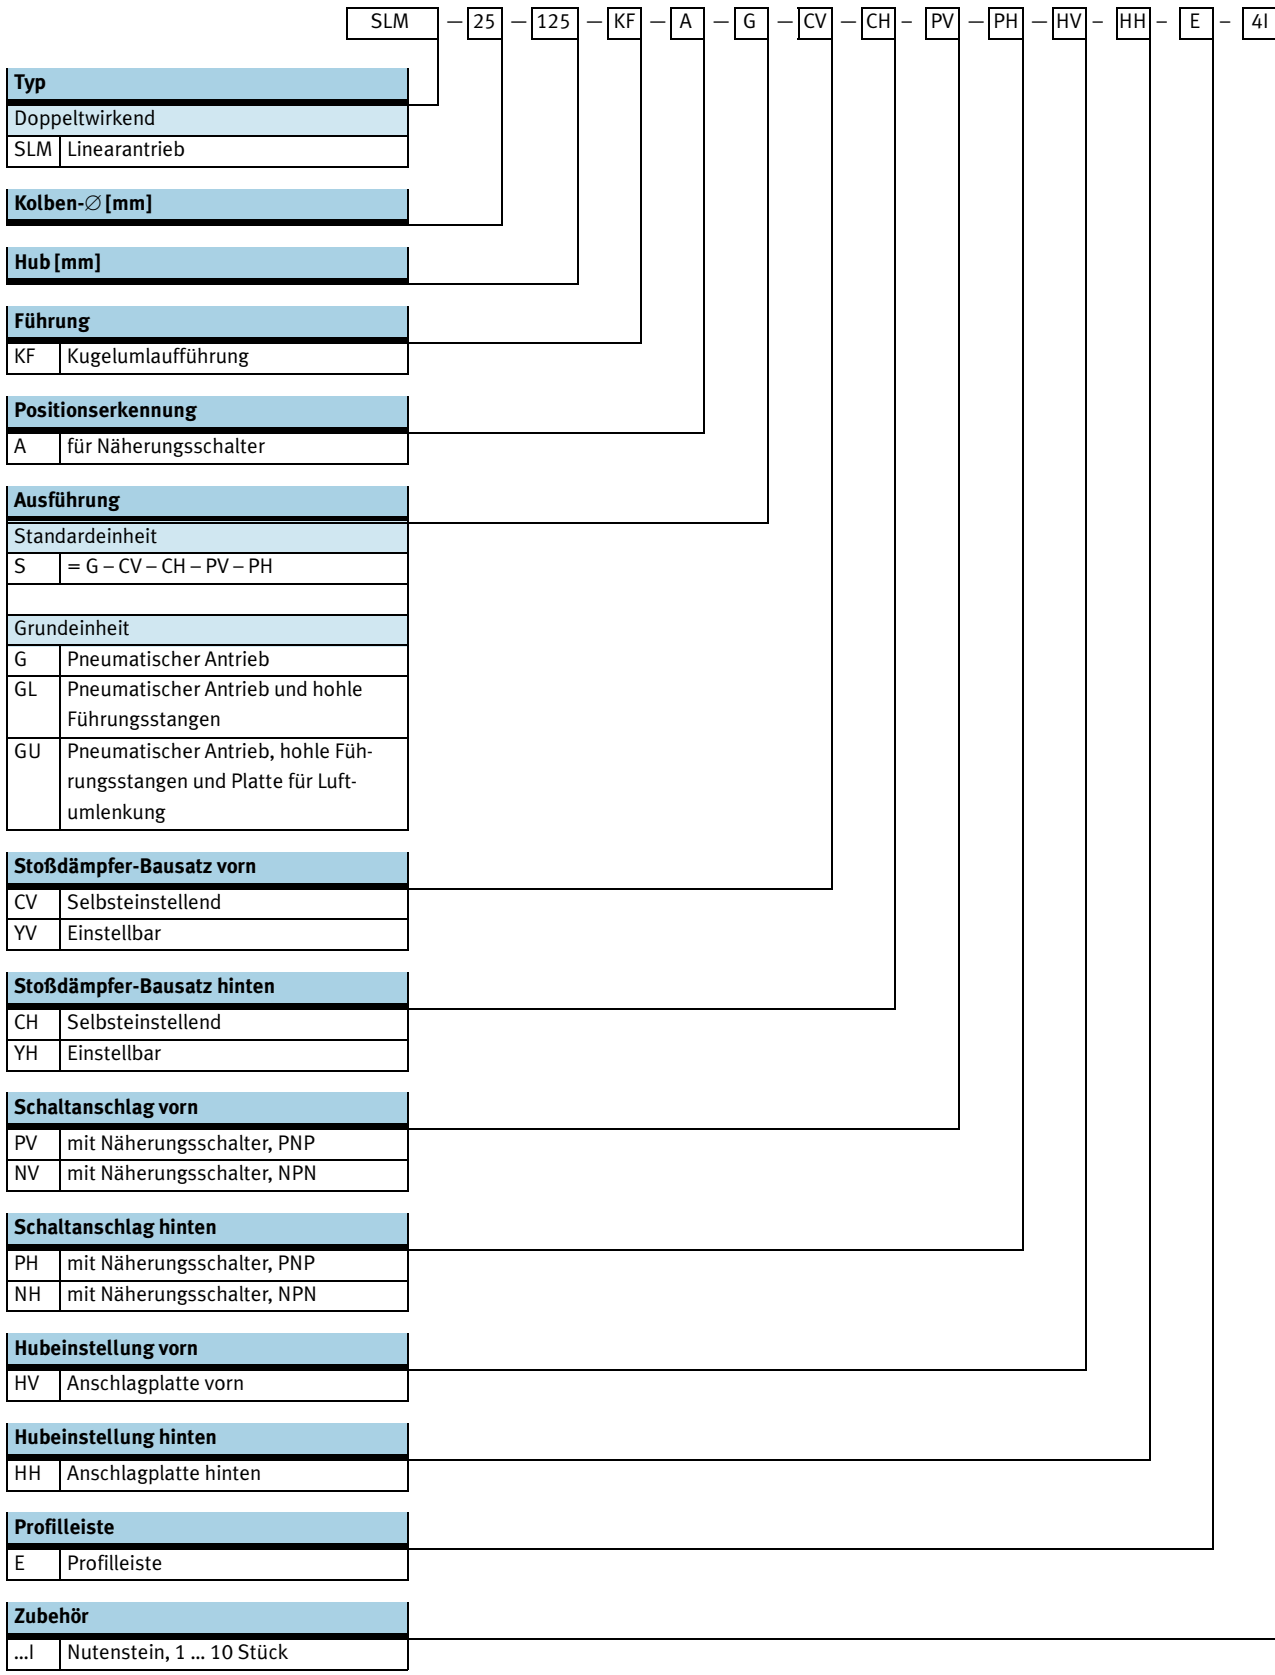 SLM — 25 — 125 — KF — A — G — CV — CH – PV — PH — HV – HH – E – 4I
Typ
Doppeltwirkend
SLM Linearantrieb
Kolben-∅ [mm]
Hub [mm]
Führung
KF Kugelumlaufführung
Positionserkennung
A für Näherungsschalter
Ausführung
Standardeinheit
S = G – CV – CH – PV – PH
Grundeinheit
G Pneumatischer Antrieb
GL Pneumatischer Antrieb und hohle
Führungsstangen
GU Pneumatischer Antrieb, hohle Füh-
rungsstangen und Platte für Luft-
umlenkung
Stoßdämpfer-Bausatz vorn
CV Selbsteinstellend
YV Einstellbar
Stoßdämpfer-Bausatz hinten
CH Selbsteinstellend
YH Einstellbar
Schaltanschlag vorn
PV mit Näherungsschalter, PNP
NV mit Näherungsschalter, NPN
Schaltanschlag hinten
PH mit Näherungsschalter, PNP
NH mit Näherungsschalter, NPN
Hubeinstellung vorn
HV Anschlagplatte vorn
Hubeinstellung hinten
HH Anschlagplatte hinten
Profilleiste
E Profilleiste
Zubehör
...I Nutenstein, 1 ... 10 Stück